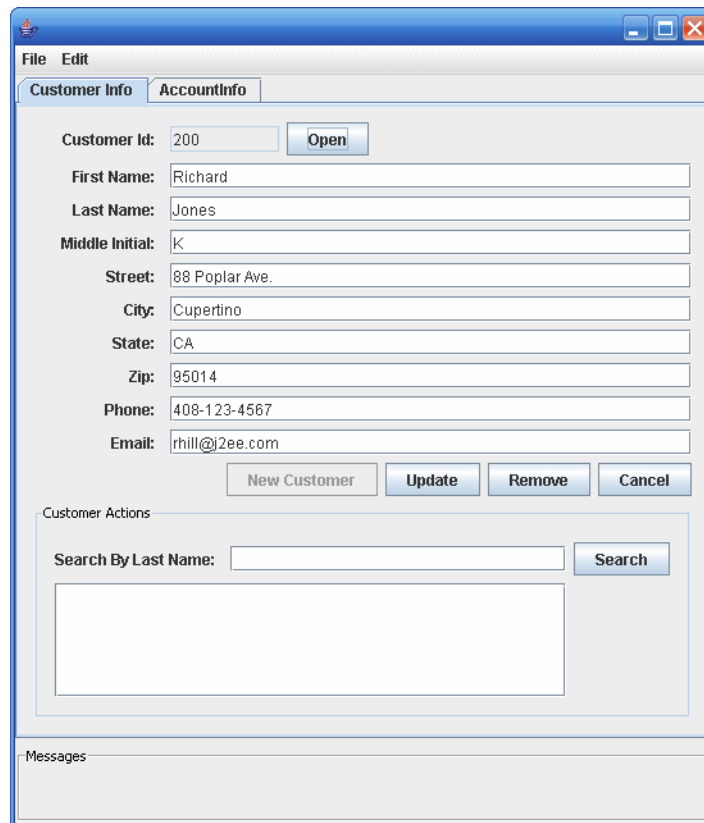 File Edit
Customer Info AccountInfo
Customer Id: 200 Open
First Name: Richard
Last Name: Jones
Middle Initial: K
Street: 88 Poplar Ave.
City: Cupertino
State: CA
Zip: 95014
Phone: 408-123-4567
Email: rhill@j2ee.com
New Customer Update Remove Cancel
Customer Actions
Search By Last Name: Search
Messages